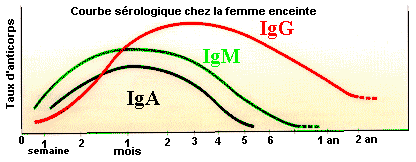 Courbe sérologique chez la femme enceinte
Taux d'anticorps
IgG
IgM
IgA
0 1 2 1 2 3 4 5 6 1 an 2 an
semaine mois